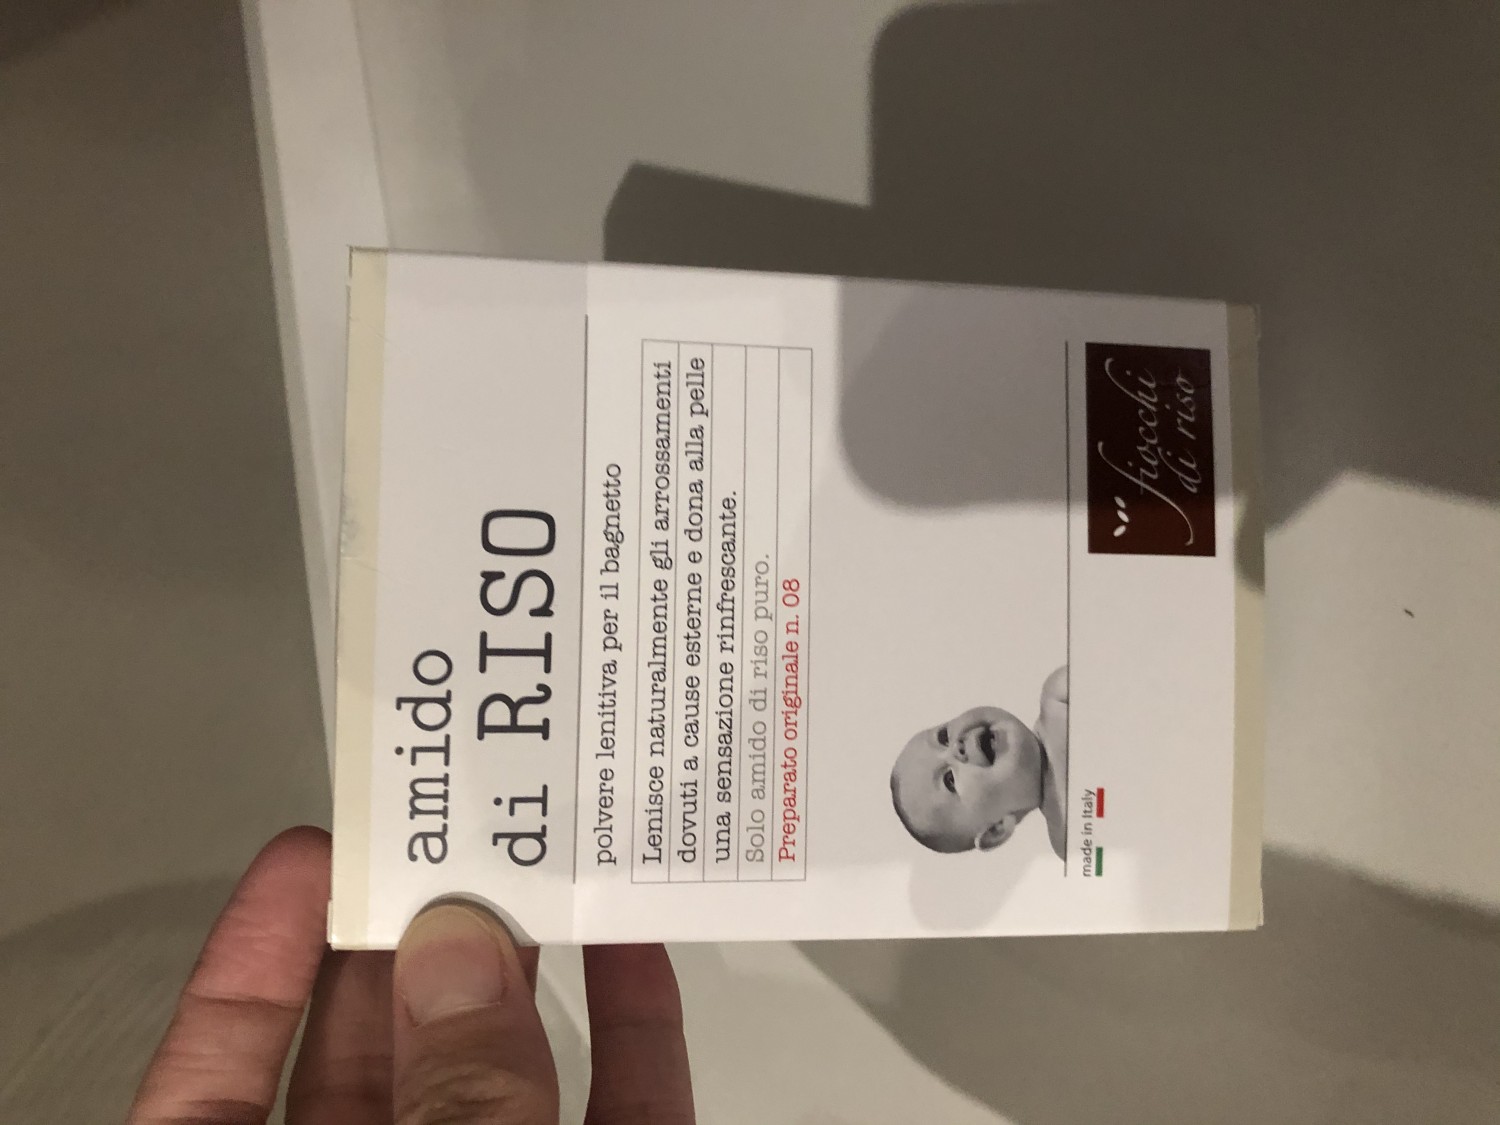 amido
di RISO
polvere lenitiva per il bagnetto
Lenisce naturalmente gli arrossamenti
dovuti a cause esterne e dona alla pelle
una sensazione rinfrescante.
Solo amido di riso puro.
Preparato originale n. 08
made in Italy
fiocchi
di riso